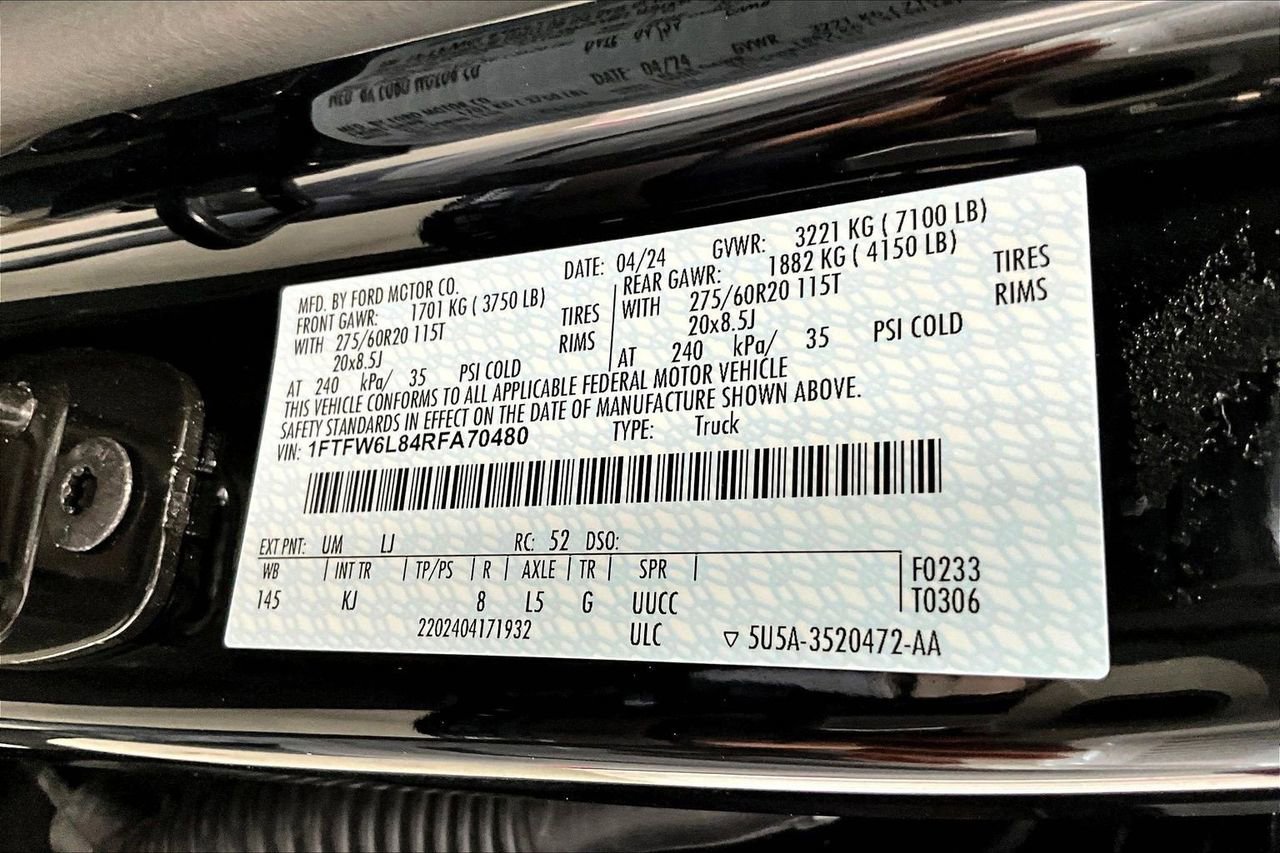 MFD. BY FORD MOTOR CO. DATE: 04/24 GVWR: 3221 KG ( 7100 LB)
FRONT GAWR: 1701 KG ( 3750 LB) REAR GAWR: 1882 KG ( 4150 LB)
WITH 275/60R20 115T TIRES WITH 275/60R20 115T TIRES
20x8.5J RIMS 20x8.5J RIMS
AT 240 kPa/ 35 PSI COLD AT 240 kPa/ 35 PSI COLD
THIS VEHICLE CONFORMS TO ALL APPLICABLE FEDERAL MOTOR VEHICLE
SAFETY STANDARDS IN EFFECT ON THE DATE OF MANUFACTURE SHOWN ABOVE.
VIN: 1FTFW6L84RFA70480 TYPE: Truck
EXT PNT: UM LJ RC: 52 DSO:
WB | INT TR | TP/PS | R | AXLE | TR | SPR | F0233
145 KJ 8 L5 G UUCC T0306
2202404171932 ULC ▽ 5U5A-3520472-AA